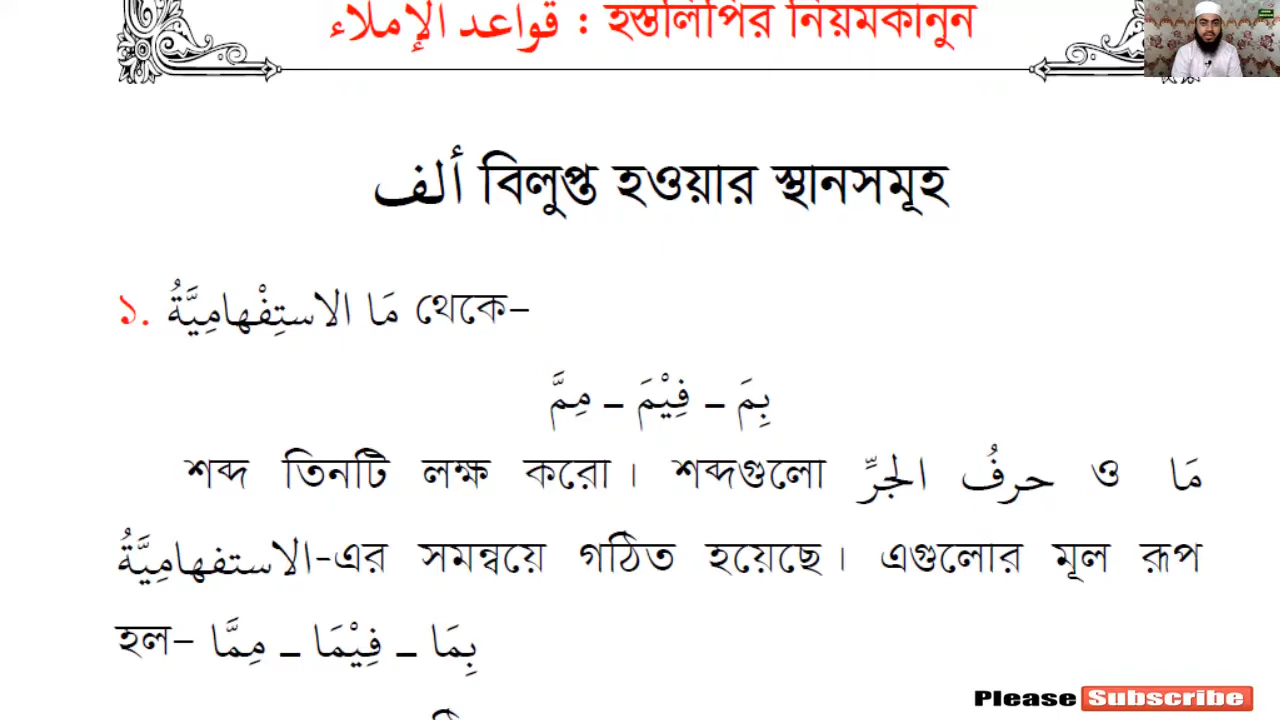 قواعد الإملاء : হস্তলিপির নিয়মকানুন
ألف বিলুপ্ত হওয়ার স্থানসমূহ
১. مَا الاستِفْهامِيَّةُ থেকে–
بِمَ ـ فِيْمَ ـ مِمَّ
শব্দ তিনটি লক্ষ করো। শব্দগুলো حرفُ الجرِّ ও مَا
الاستفهامِيَّةُ-এর সমন্বয়ে গঠিত হয়েছে। এগুলোর মূল রূপ
হল– بِمَا ـ فِيْمَا ـ مِمَّا
Please Subscribe